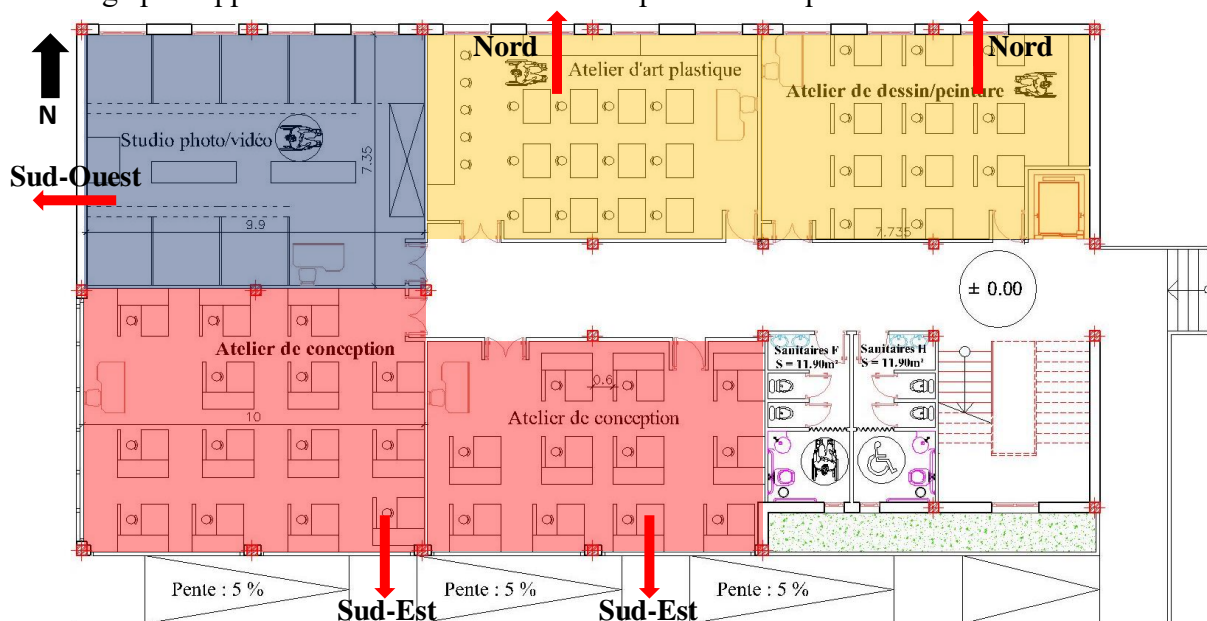 Nord
Nord
N
Atelier d'art plastique
Atelier de dessin/peinture
Studio photo/vidéo
7.35
Sud-Ouest
9.9
7.735
± 0.00
Atelier de conception
Sanitaires F
S = 11.90m²
Sanitaires H
S = 11.90m²
0.6
10
Atelier de conception
Pente : 5 %
Pente : 5 %
Pente : 5 %
Sud-Est
Sud-Est